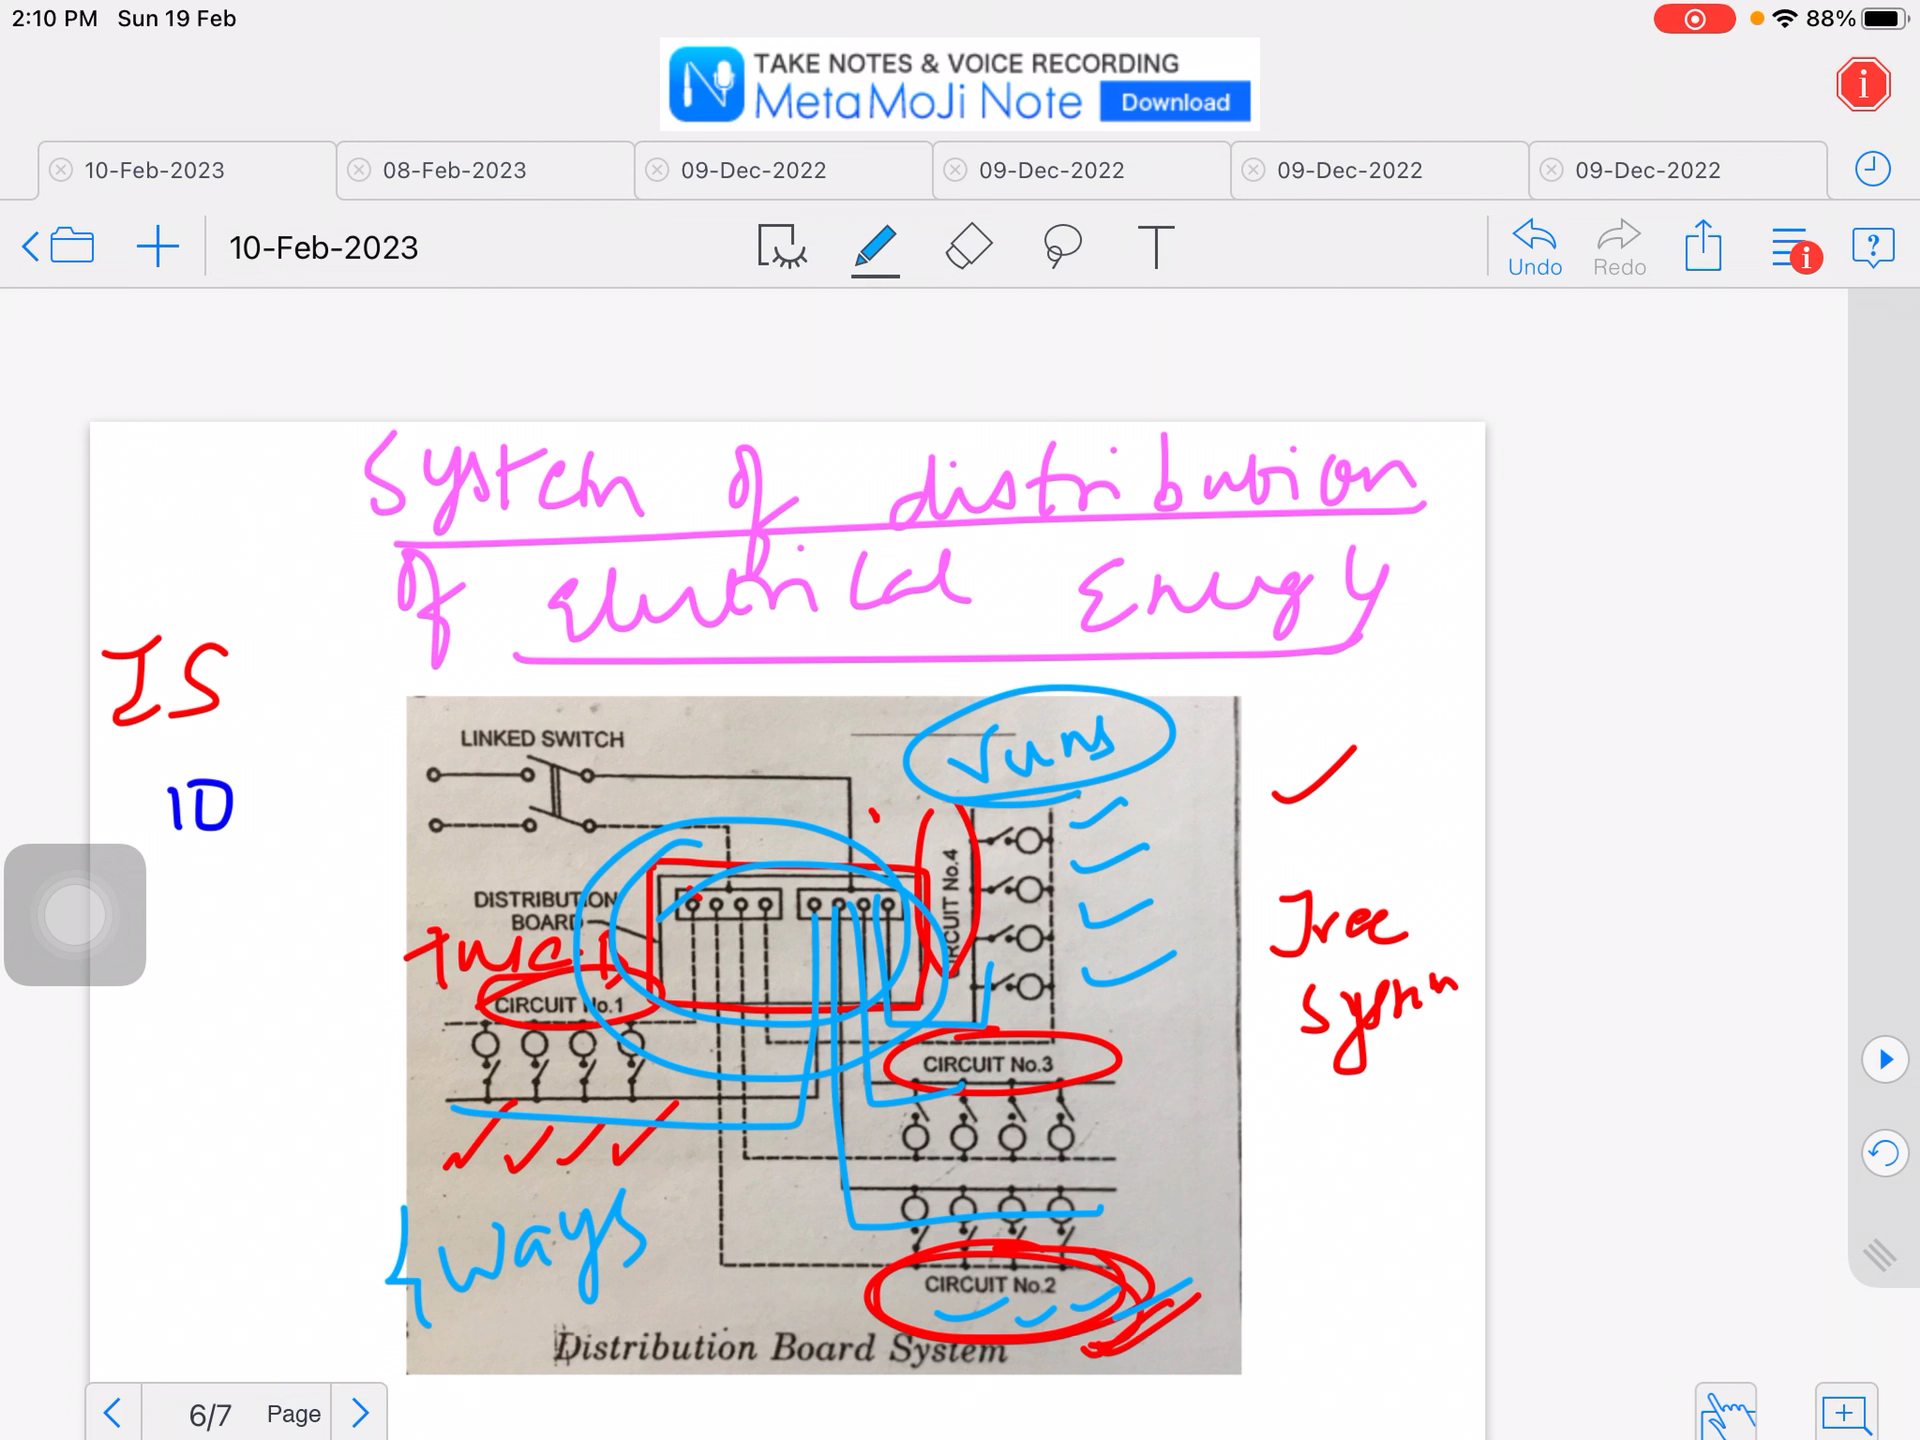 2:10 PM Sun 19 Feb
88%
TAKE NOTES & VOICE RECORDING
MetaMoJi Note Download
10-Feb-2023 08-Feb-2023 09-Dec-2022 09-Dec-2022 09-Dec-2022 09-Dec-2022
10-Feb-2023
T
Undo Redo
System of distribution
of Electrical Energy
IS
10
LINKED SWITCH
CIRCUIT No.4
DISTRIBUTION
BOARD
Tree
System
CIRCUIT No.1
CIRCUIT No.3
4 ways
CIRCUIT No.2
Distribution Board System
6/7 Page